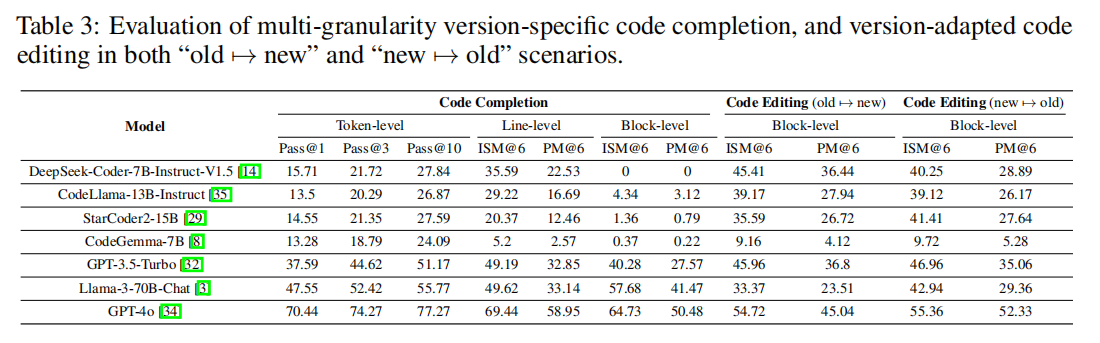 Table 3: Evaluation of multi-granularity version-specific code completion, and version-adapted code
editing in both “old ↦ new” and “new ↦ old” scenarios.
Code Completion Code Editing (old ↦ new) Code Editing (new ↦ old)
Model Token-level Line-level Block-level Block-level Block-level
Pass@1 Pass@3 Pass@10 ISM@6 PM@6 ISM@6 PM@6 ISM@6 PM@6 ISM@6 PM@6
DeepSeek-Coder-7B-Instruct-V1.5 [14] 15.71 21.72 27.84 35.59 22.53 0 0 45.41 36.44 40.25 28.89
CodeLlama-13B-Instruct [35] 13.5 20.29 26.87 29.22 16.69 4.34 3.12 39.17 27.94 39.12 26.17
StarCoder2-15B [29] 14.55 21.35 27.59 20.37 12.46 1.36 0.79 35.59 26.72 41.41 27.64
CodeGemma-7B [8] 13.28 18.79 24.09 5.2 2.57 0.37 0.22 9.16 4.12 9.72 5.28
GPT-3.5-Turbo [32] 37.59 44.62 51.17 49.19 32.85 40.28 27.57 45.96 36.8 46.96 35.06
Llama-3-70B-Chat [3] 47.55 52.42 55.77 49.62 33.14 57.68 41.47 33.37 23.51 42.94 29.36
GPT-4o [34] 70.44 74.27 77.27 69.44 58.95 64.73 50.48 54.72 45.04 55.36 52.33